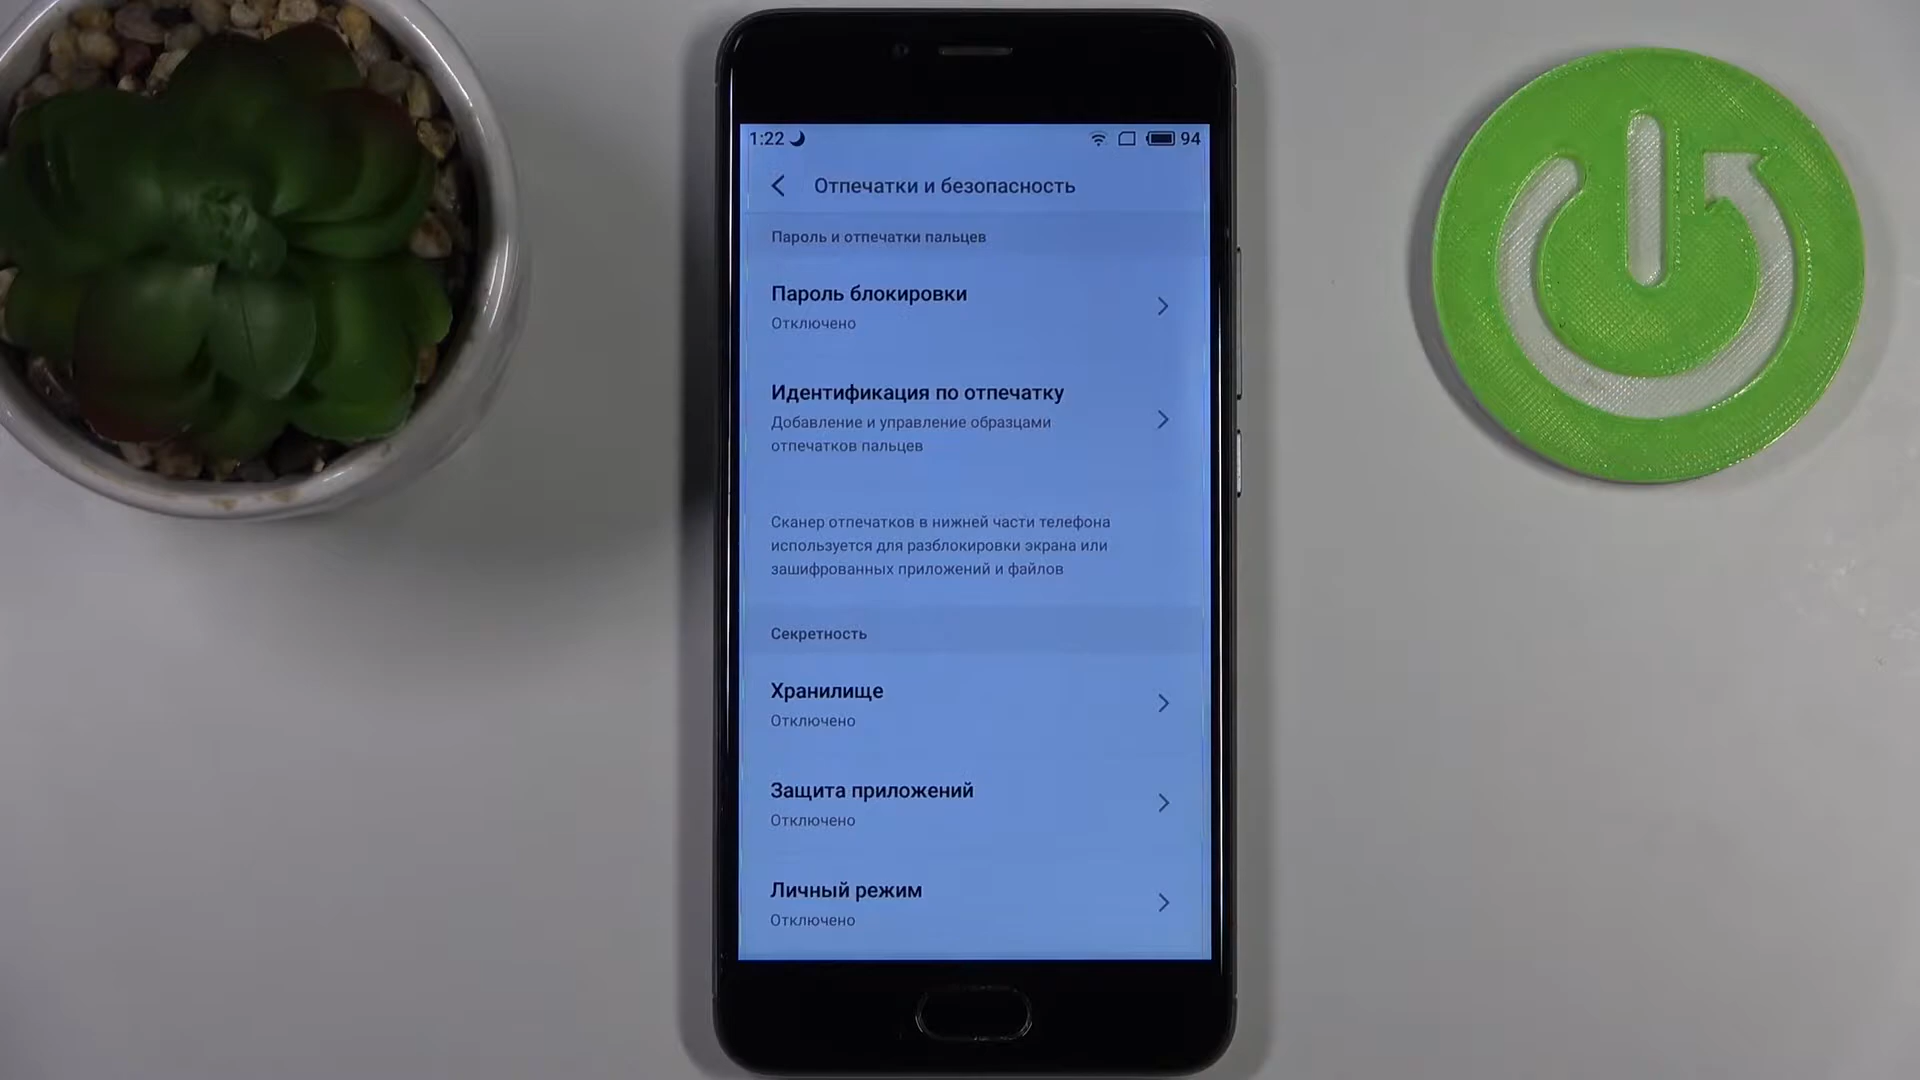 1:22
94
Отпечатки и безопасность
Пароль и отпечатки пальцев
Пароль блокировки
Отключено
Идентификация по отпечатку
Добавление и управление образцами
отпечатков пальцев
Сканер отпечатков в нижней части телефона
используется для разблокировки экрана или
зашифрованных приложений и файлов
Секретность
Хранилище
Отключено
Защита приложений
Отключено
Личный режим
Отключено